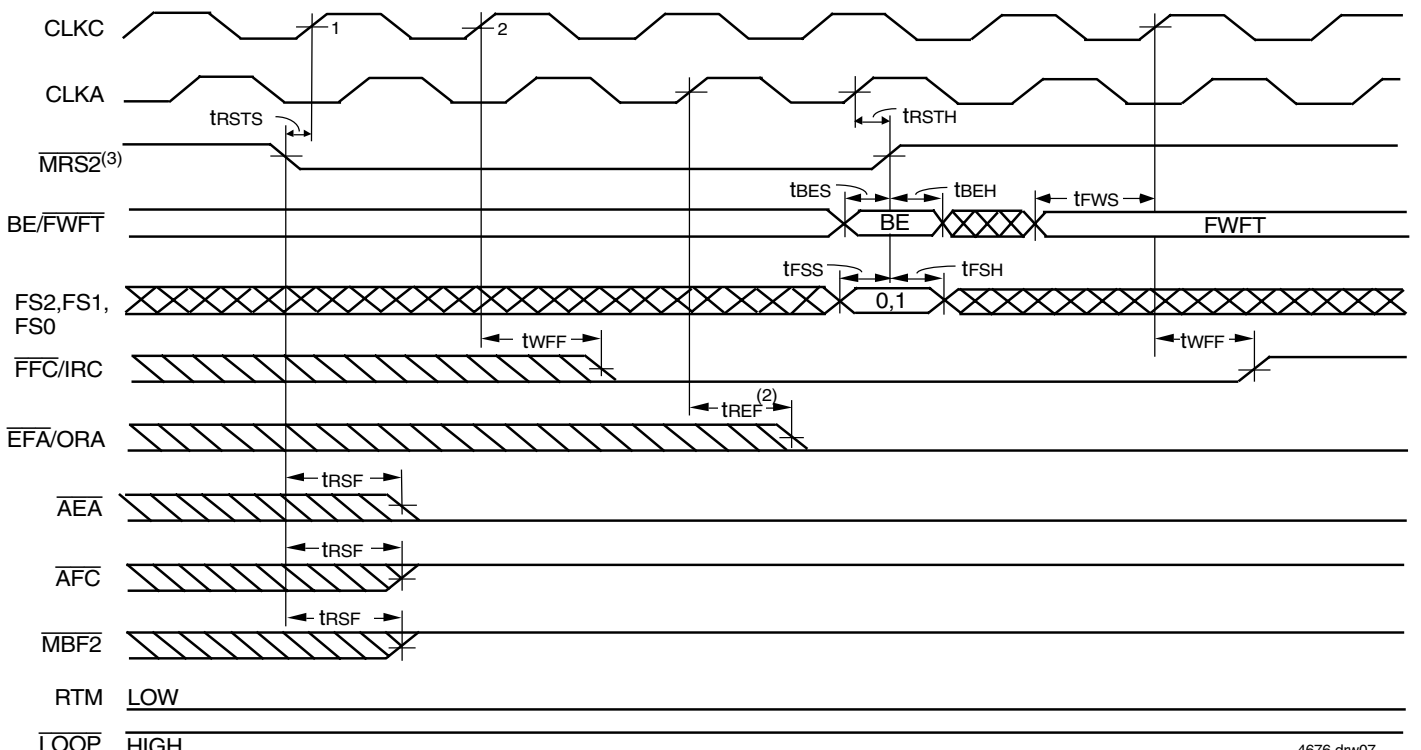 CLKC 1 2
CLKA
tRSTS tRSTH
MRS2(3)
tBES tBEH tFWS
BE/FWFT BE FWFT
tFSS tFSH
FS2,FS1,
FS0 0,1
tWFF tWFF
FFC/IRC
tREF(2)
EFA/ORA
tRSF
AEA
tRSF
AFC
tRSF
MBF2
RTM LOW
LOOP HIGH
4676 drw07